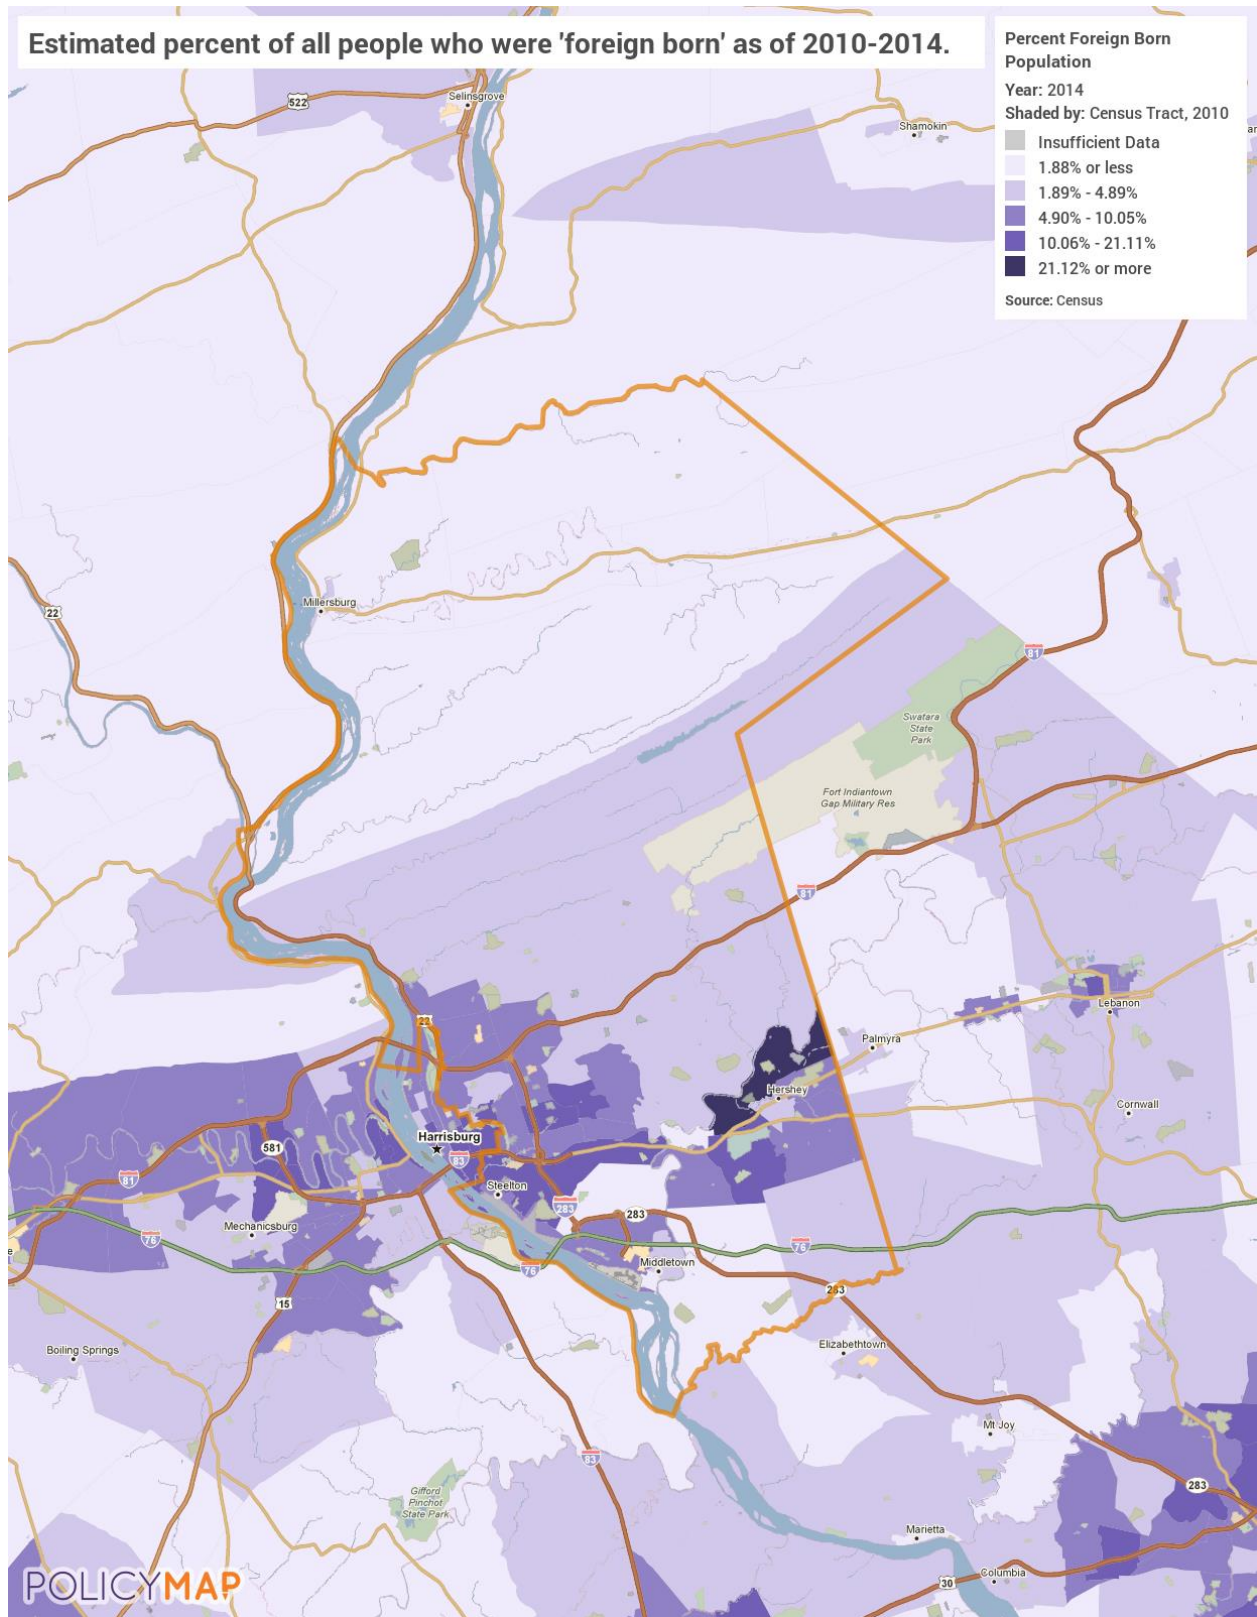 Estimated percent of all people who were 'foreign born' as of 2010-2014.
Percent Foreign Born
Population
Year: 2014
Shaded by: Census Tract, 2010
Insufficient Data
1.88% or less
1.89% - 4.89%
4.90% - 10.05%
10.06% - 21.11%
21.12% or more
Source: Census
522
Selinsgrove
Shamokin
22
Millersburg
81
Swatara
State
Park
Fort Indiantown
Gap Military Res
81
Lebanon
22
Palmyra
Hershey
Cornwall
Harrisburg
581
83
81
Steelton
283
283
Mechanicsburg
76
76
Middletown
76
15
283
Elizabethtown
Boiling Springs
Mt Joy
83
283
Gifford
Pinchot
State Park
Marietta
Columbia
30
POLICYMAP